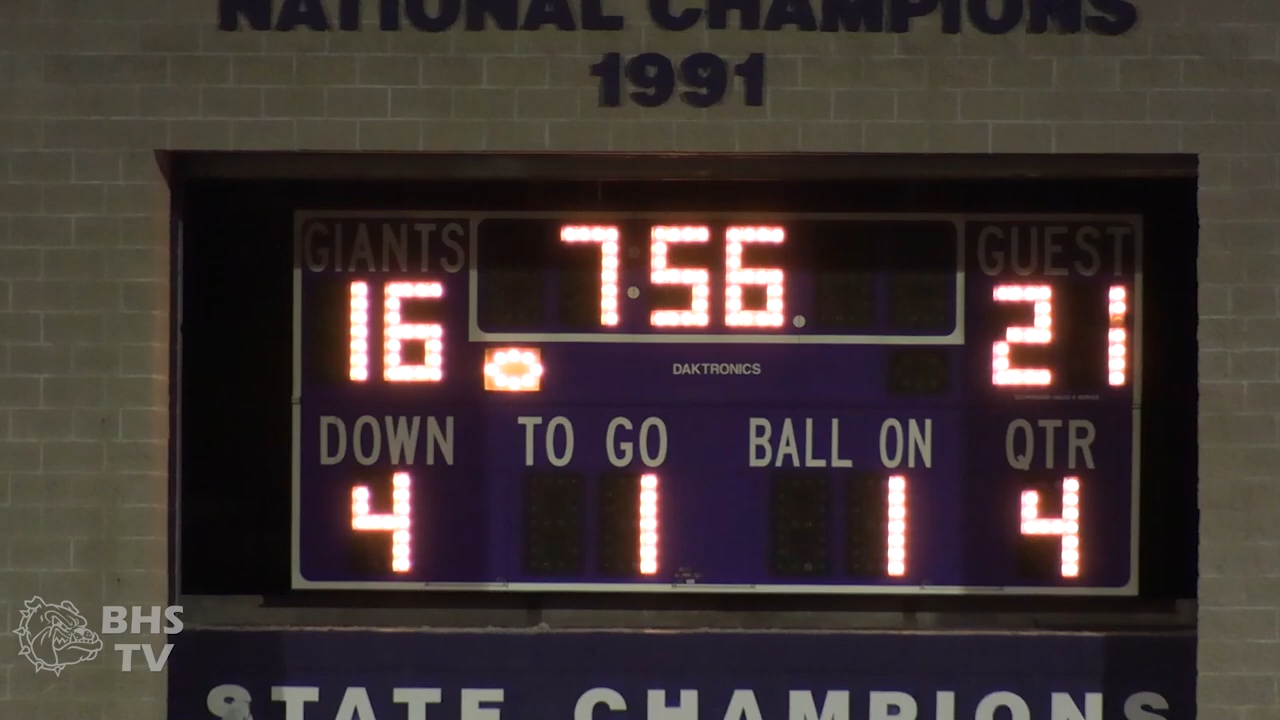 NATIONAL CHAMPIONS
1991
GIANTS 7:56. GUEST
16 21
DAKTRONICS
DOWN TO GO BALL ON QTR
4 1 1 4
BHS
TV
STATE CHAMPIONS